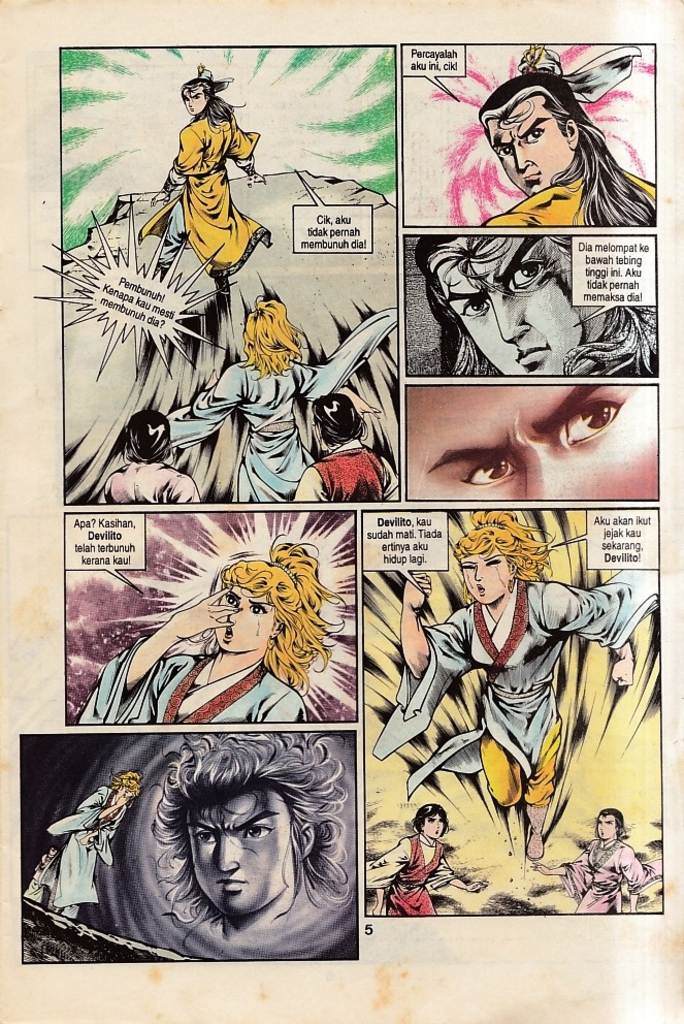 Pembunuh!
Kenapa kau mesti
membunuh dia?
Cik, aku
tidak pernah
membunuh dia!
Percayalah
aku ini, cik!
Dia melompat ke
bawah tebing
tinggi ini. Aku
tidak pernah
memaksa dia!
Apa? Kasihan,
Devilito
telah terbunuh
kerana kau!
Devilito, kau
sudah mati. Tiada
ertinya aku
hidup lagi.
Aku akan ikut
jejak kau
sekarang,
Devilito!
5